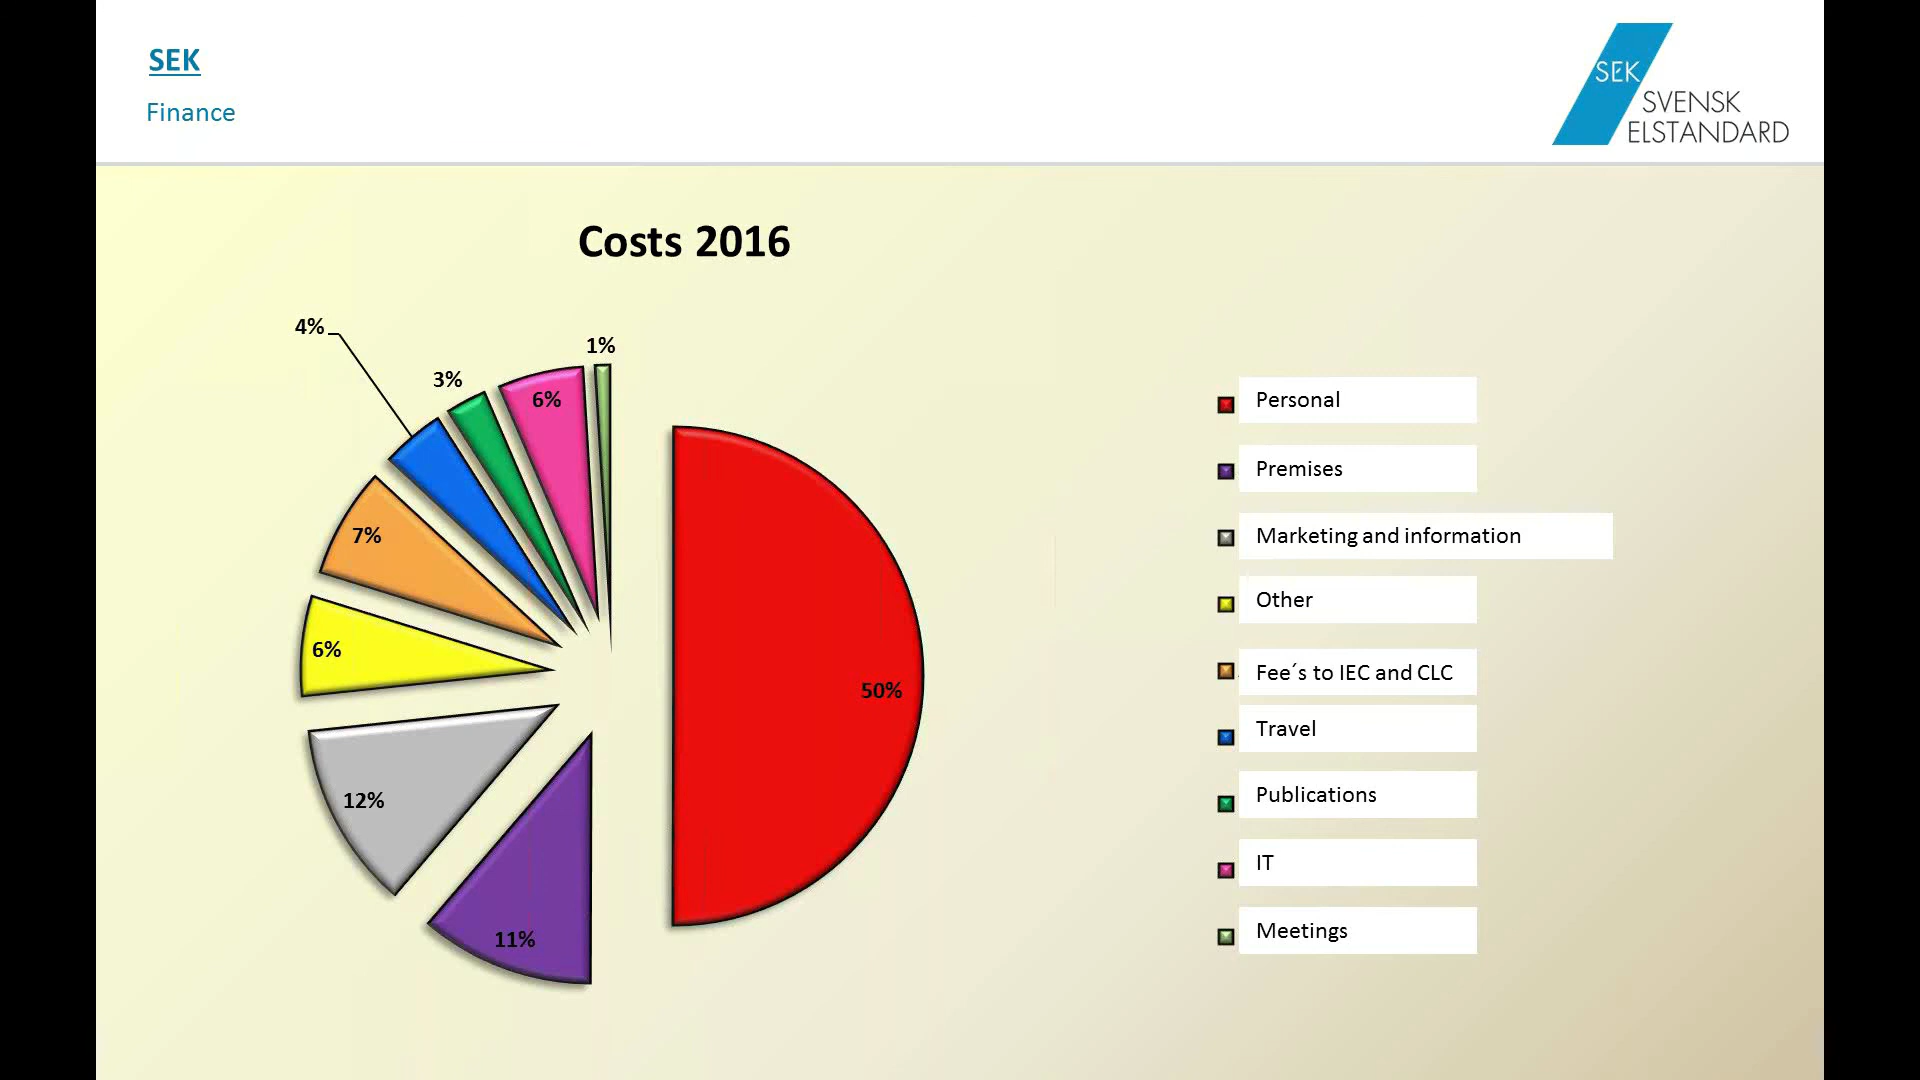 SEK
Finance
SEK
SVENSK
ELSTANDARD
Costs 2016
4%
1%
3%
6%
7%
6%
50%
12%
11%
Personal
Premises
Marketing and information
Other
Fee´s to IEC and CLC
Travel
Publications
IT
Meetings